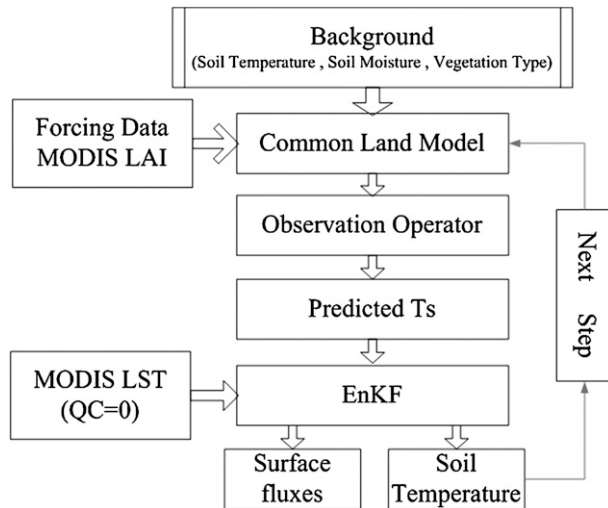 Background
(Soil Temperature , Soil Moisture , Vegetation Type)
Forcing Data
MODIS LAI
Common Land Model
Observation Operator
Predicted Ts
Next Step
MODIS LST
(QC=0)
EnKF
Surface
fluxes
Soil
Temperature